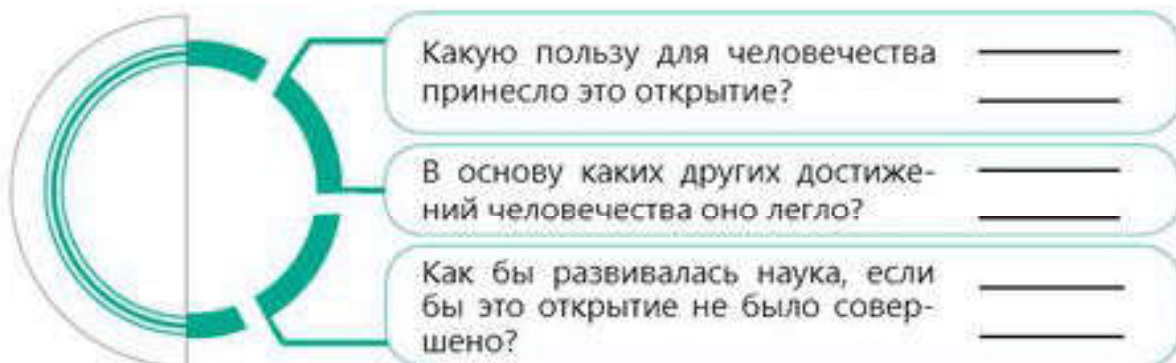 Какую пользу для человечества
принесло это открытие?
В основу каких других достиже-
ний человечества оно легло?
Как бы развивалась наука, если
бы это открытие не было совер-
шено?